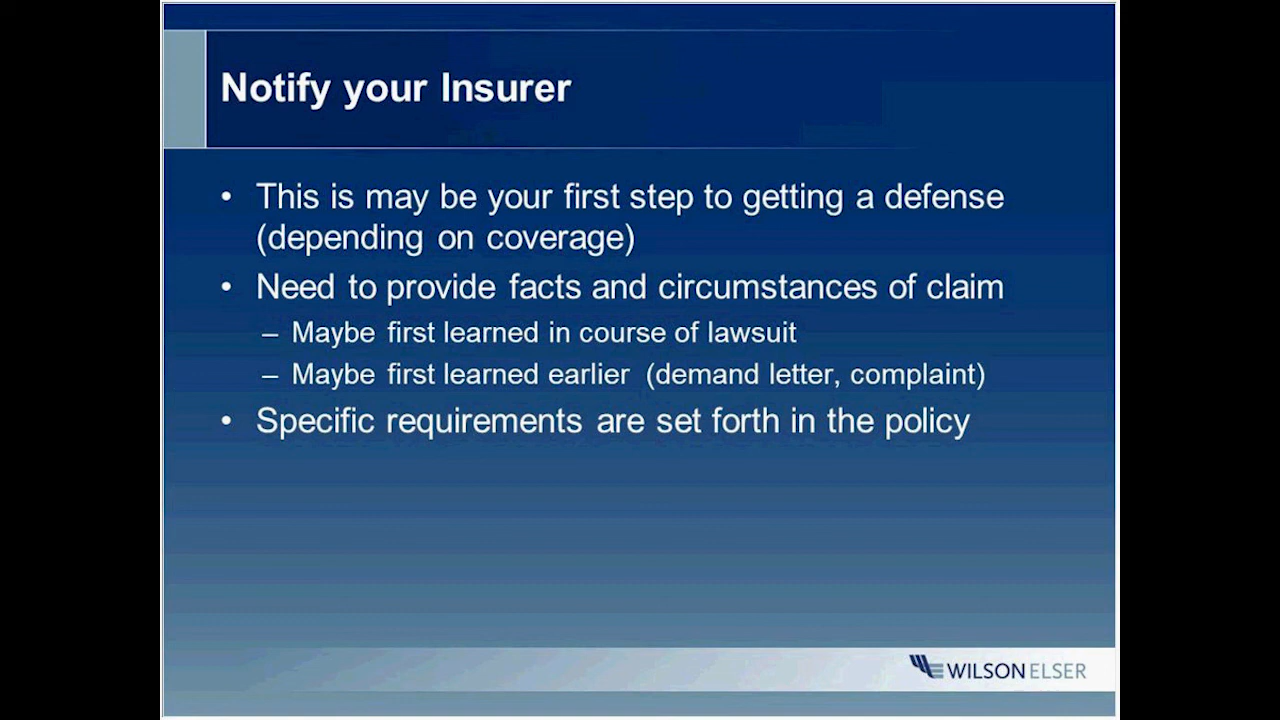 Notify your Insurer
• This is may be your first step to getting a defense
(depending on coverage)
• Need to provide facts and circumstances of claim
– Maybe first learned in course of lawsuit
– Maybe first learned earlier (demand letter, complaint)
• Specific requirements are set forth in the policy
WILSON ELSER